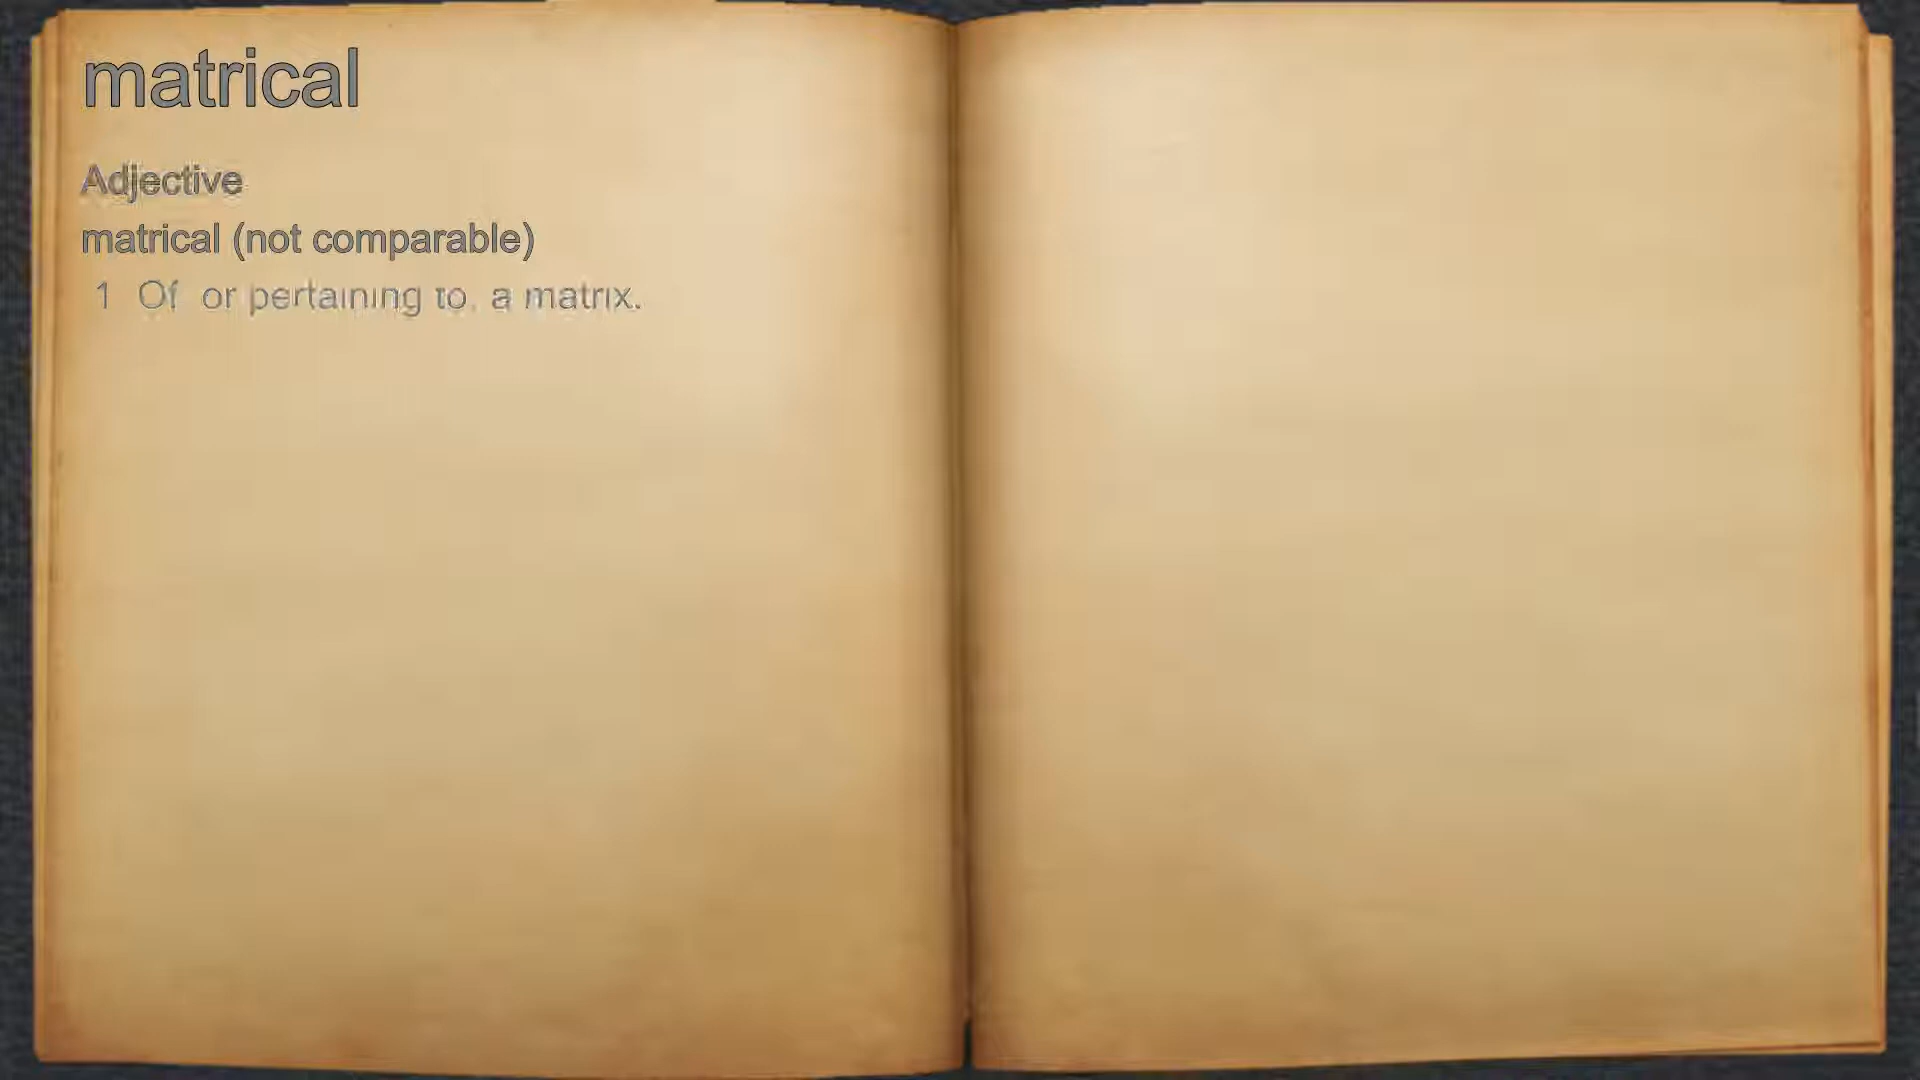 matrical
Adjective
matrical (not comparable)
1 Of or pertaining to, a matrix.